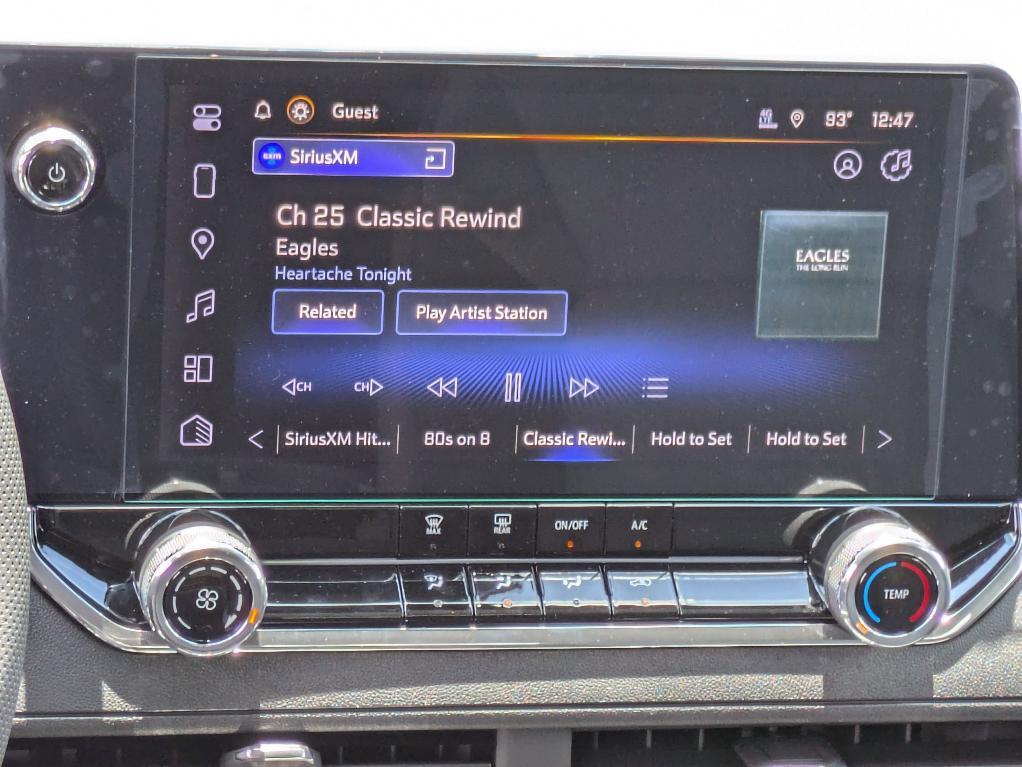 Guest
4G LTE
93° 12:47
sxm SiriusXM
Ch 25 Classic Rewind
Eagles
Heartache Tonight
Related
Play Artist Station
EAGLES
THE LONG RUN
CH
CH
SiriusXM Hit...
80s on 8
Classic Rewi...
Hold to Set
Hold to Set
MAX
REAR
ON/OFF
A/C
TEMP